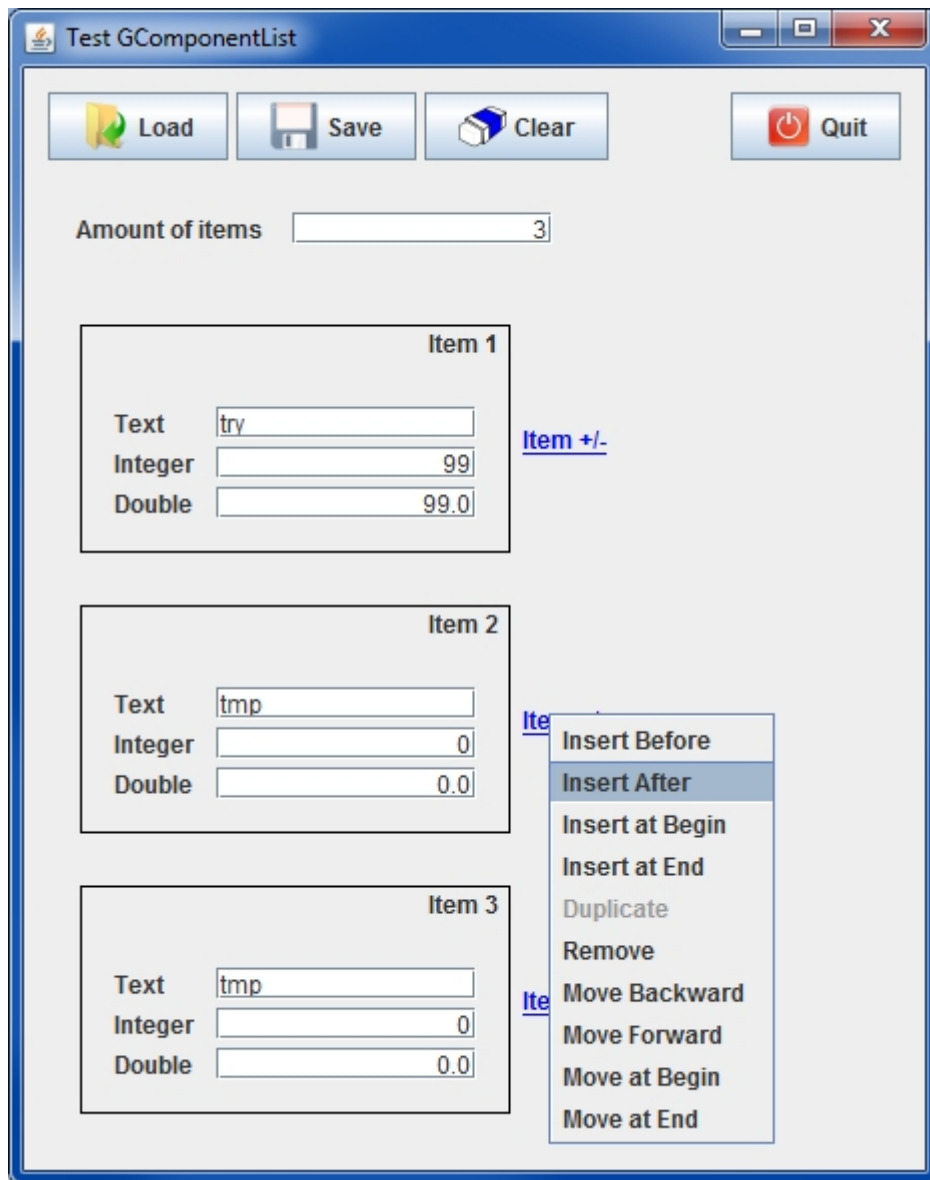 Test GComponentList
Load Save Clear Quit
Amount of items 3
Item 1
Text try
Item +/-
Integer 99
Double 99.0
Item 2
Text tmp
Integer 0
Double 0.0
Insert Before
Insert After
Insert at Begin
Insert at End
Duplicate
Remove
Move Backward
Move Forward
Move at Begin
Move at End
Item 3
Text tmp
Integer 0
Double 0.0